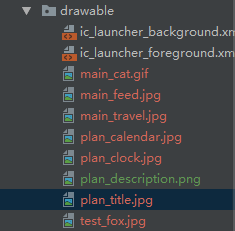 drawable
ic_launcher_background.xm
ic_launcher_foreground.xm
main_cat.gif
main_feed.jpg
main_travel.jpg
plan_calendar.jpg
plan_clock.jpg
plan_description.png
plan_title.jpg
test_fox.jpg